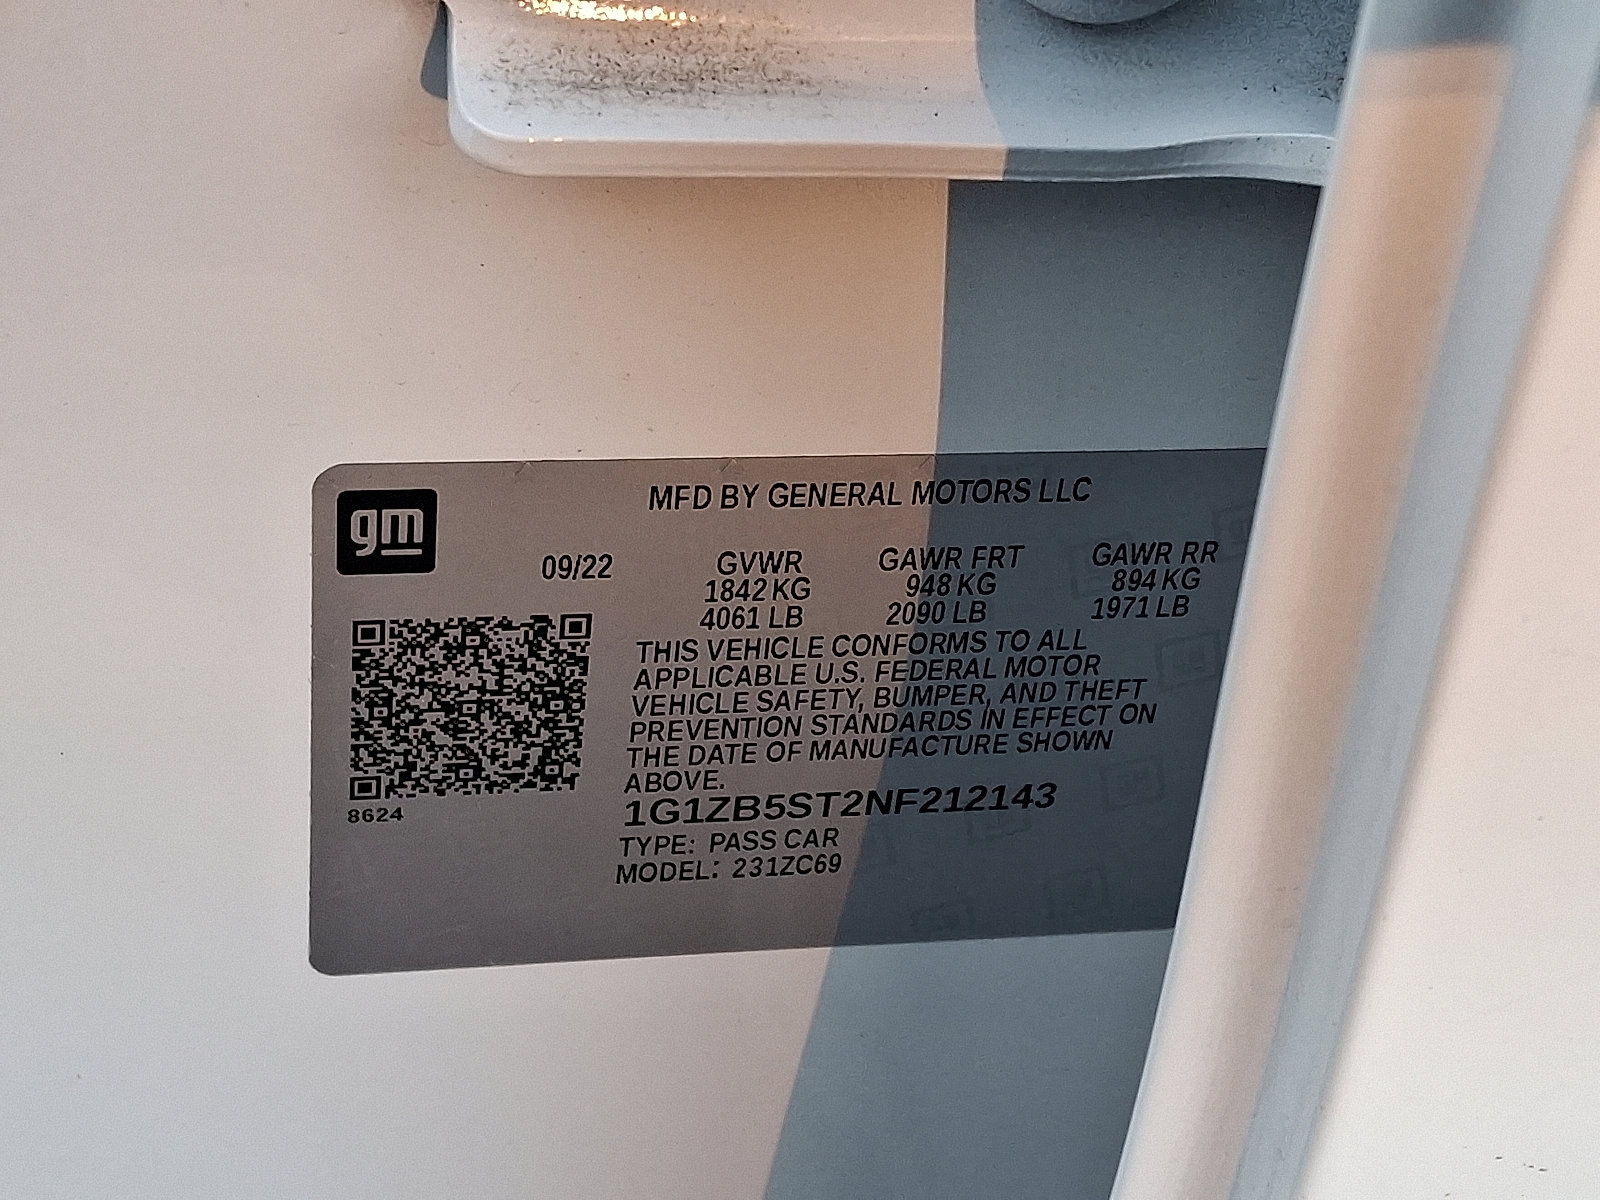 gm
MFD BY GENERAL MOTORS LLC
09/22 GVWR GAWR FRT GAWR RR
1842 KG 948 KG 894 KG
4061 LB 2090 LB 1971 LB
THIS VEHICLE CONFORMS TO ALL
APPLICABLE U.S. FEDERAL MOTOR
VEHICLE SAFETY, BUMPER, AND THEFT
PREVENTION STANDARDS IN EFFECT ON
THE DATE OF MANUFACTURE SHOWN
ABOVE.
1G1ZB5ST2NF212143
8624
TYPE: PASS CAR
MODEL: 231ZC69